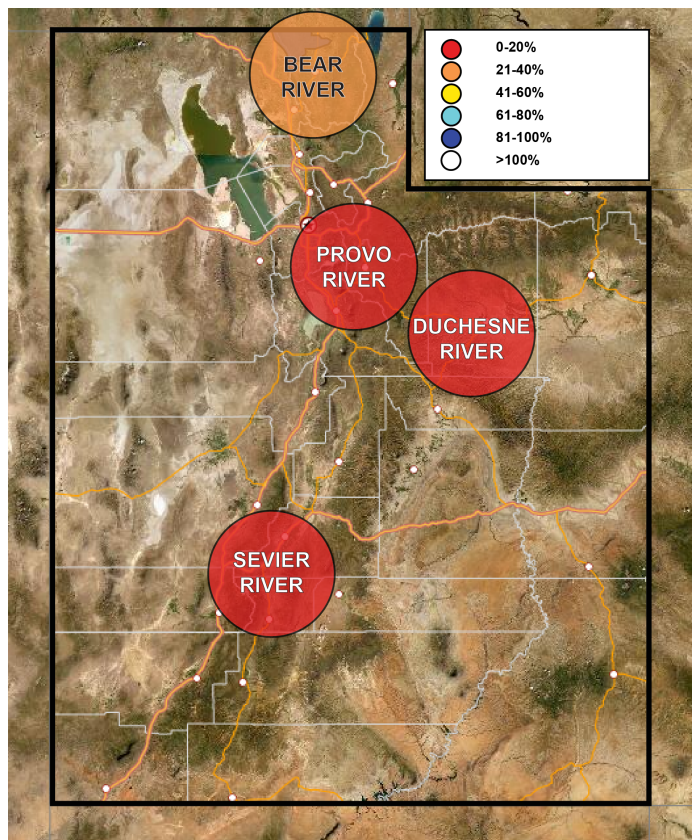 BEAR
RIVER
0-20%
21-40%
41-60%
61-80%
81-100%
>100%
PROVO
RIVER
DUCHESNE
RIVER
SEVIER
RIVER